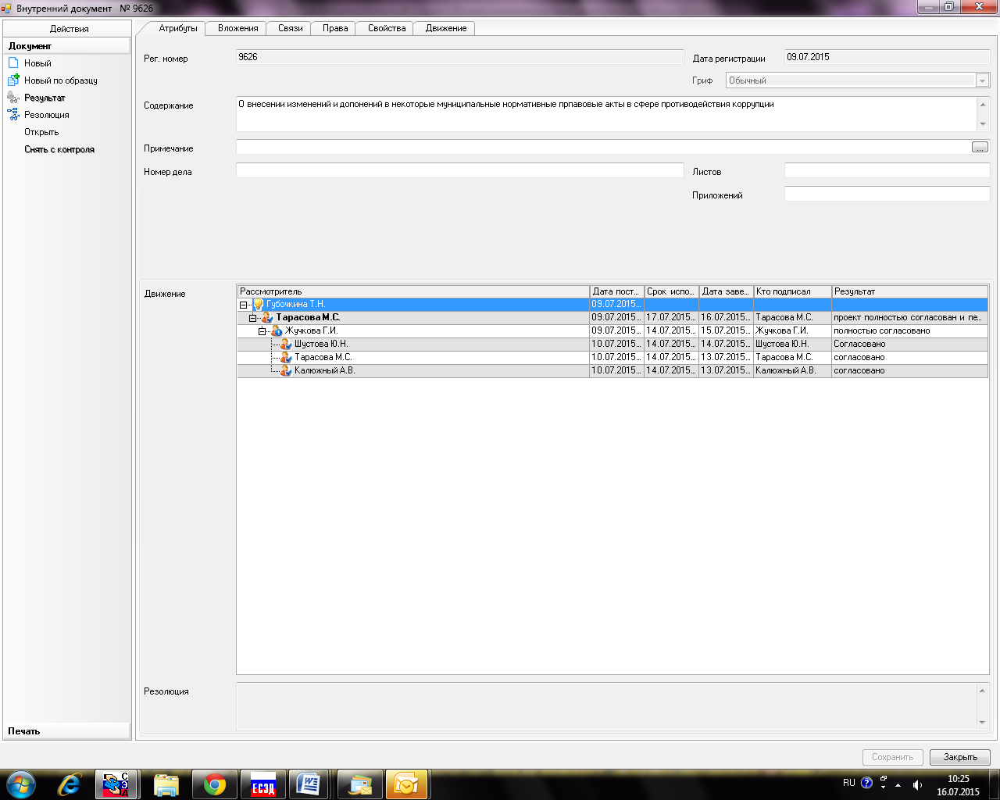 Внутренний документ № 9626
Действия
Документ
Новый
Новый по образцу
Результат
Резолюция
Открыть
Снять с контроля
Печать
Атрибуты Вложения Связи Права Свойства Движение
Рег. номер 9626 Дата регистрации 09.07.2015
Гриф Обычный
Содержание О внесении изменений и допонений в некоторые муниципальные нормативные прпавовые акты в сфере противодействия коррупции
Примечание ...
Номер дела Листов
Приложений
Движение
Рассмотритель Дата пост... Срок испо... Дата заве... Кто подписал Результат
Губочкина Т.Н. 09.07.2015...
Тарасова М.С. 09.07.2015... 17.07.2015... 16.07.2015... Тарасова М.С. проект полностью согласован и пе...
Жучкова Г.И. 09.07.2015... 14.07.2015... 15.07.2015... Жучкова Г.И. полностью согласовано
Шустова Ю.Н. 10.07.2015... 14.07.2015... 14.07.2015... Шустова Ю.Н. Согласовано
Тарасова М.С. 10.07.2015... 14.07.2015... 13.07.2015... Тарасова М.С. согласовано
Калюжный А.В. 10.07.2015... 14.07.2015... 13.07.2015... Калюжный А.В. согласовано
Резолюция
Сохранить Закрыть
СЭД ЕСЭД RU 10:25
16.07.2015